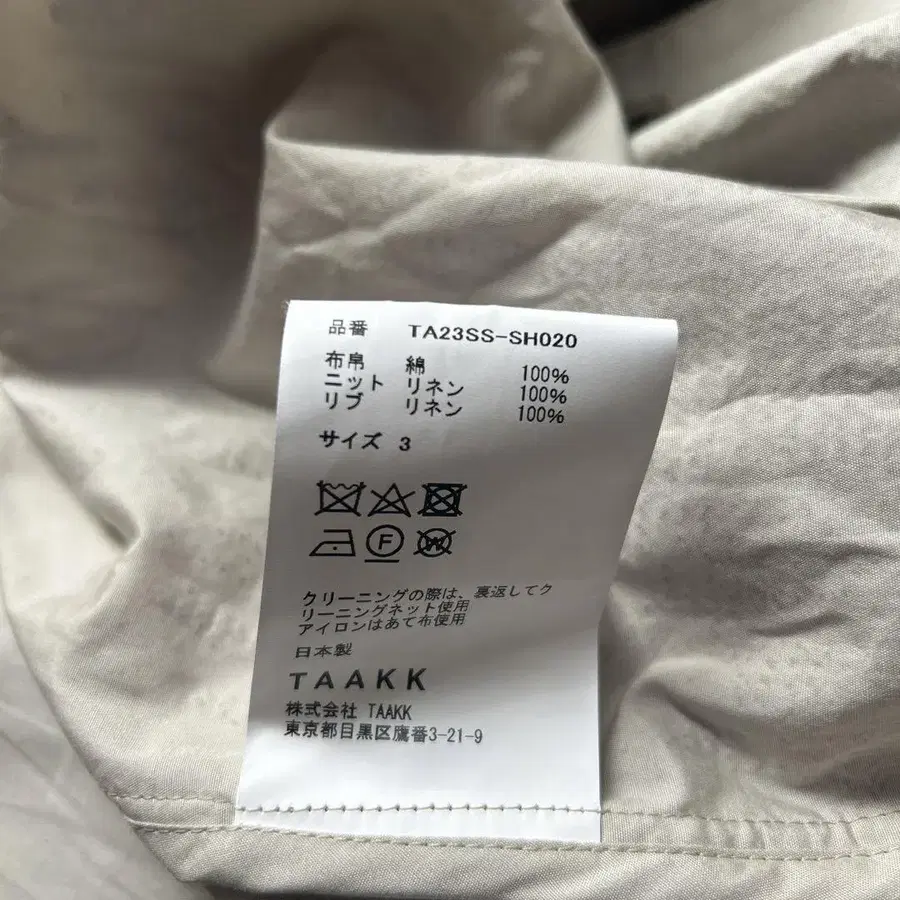 品番 TA23SS-SH020
布帛 綿 100%
ニット リネン 100%
リブ リネン 100%
サイズ 3
F
W
クリーニングの際は、裏返してク
リーニングネット使用
アイロンはあて布使用
日本製
TAAKK
株式会社 TAAKK
東京都目黒区鷹番3-21-9